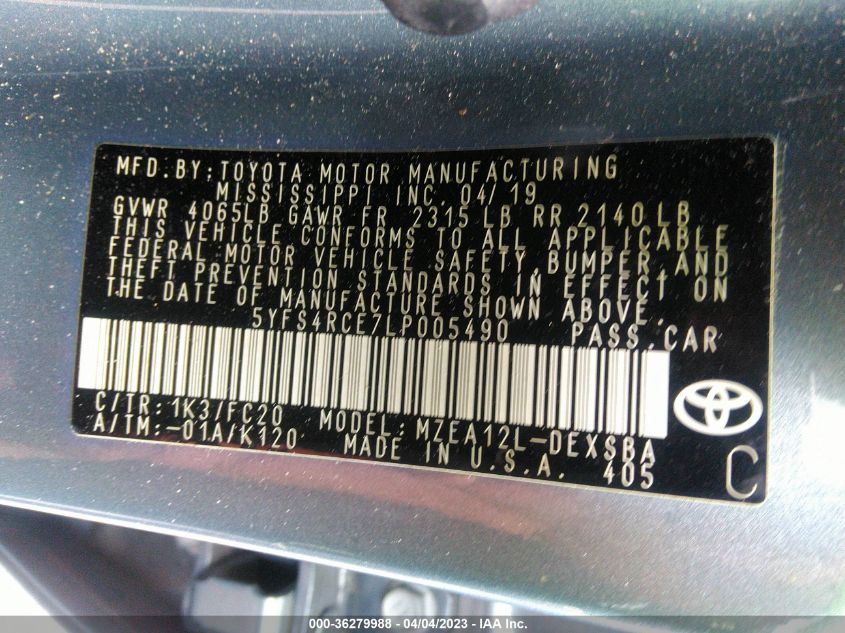 MFD.BY:TOYOTA MOTOR MANUFACTURING
MISSISSIPPI INC. 04/19
GVWR 4065LB GAWR FR 2315 LB RR 2140 LB
THIS VEHICLE CONFORMS TO ALL APPLICABLE
FEDERAL MOTOR VEHICLE SAFETY,BUMPER,AND
THEFT PREVENTION STANDARDS IN EFFECT ON
THE DATE OF MANUFACTURE SHOWN ABOVE.
5YFS4RCE7LP005490 PASS.CAR
C/TR: 1K3/FC20 MODEL: MZEA12L-DEXSBA
A/TM:-01A/K120 MADE IN U.S.A. 405
C
000-36279988 - 04/04/2023 - IAA Inc.